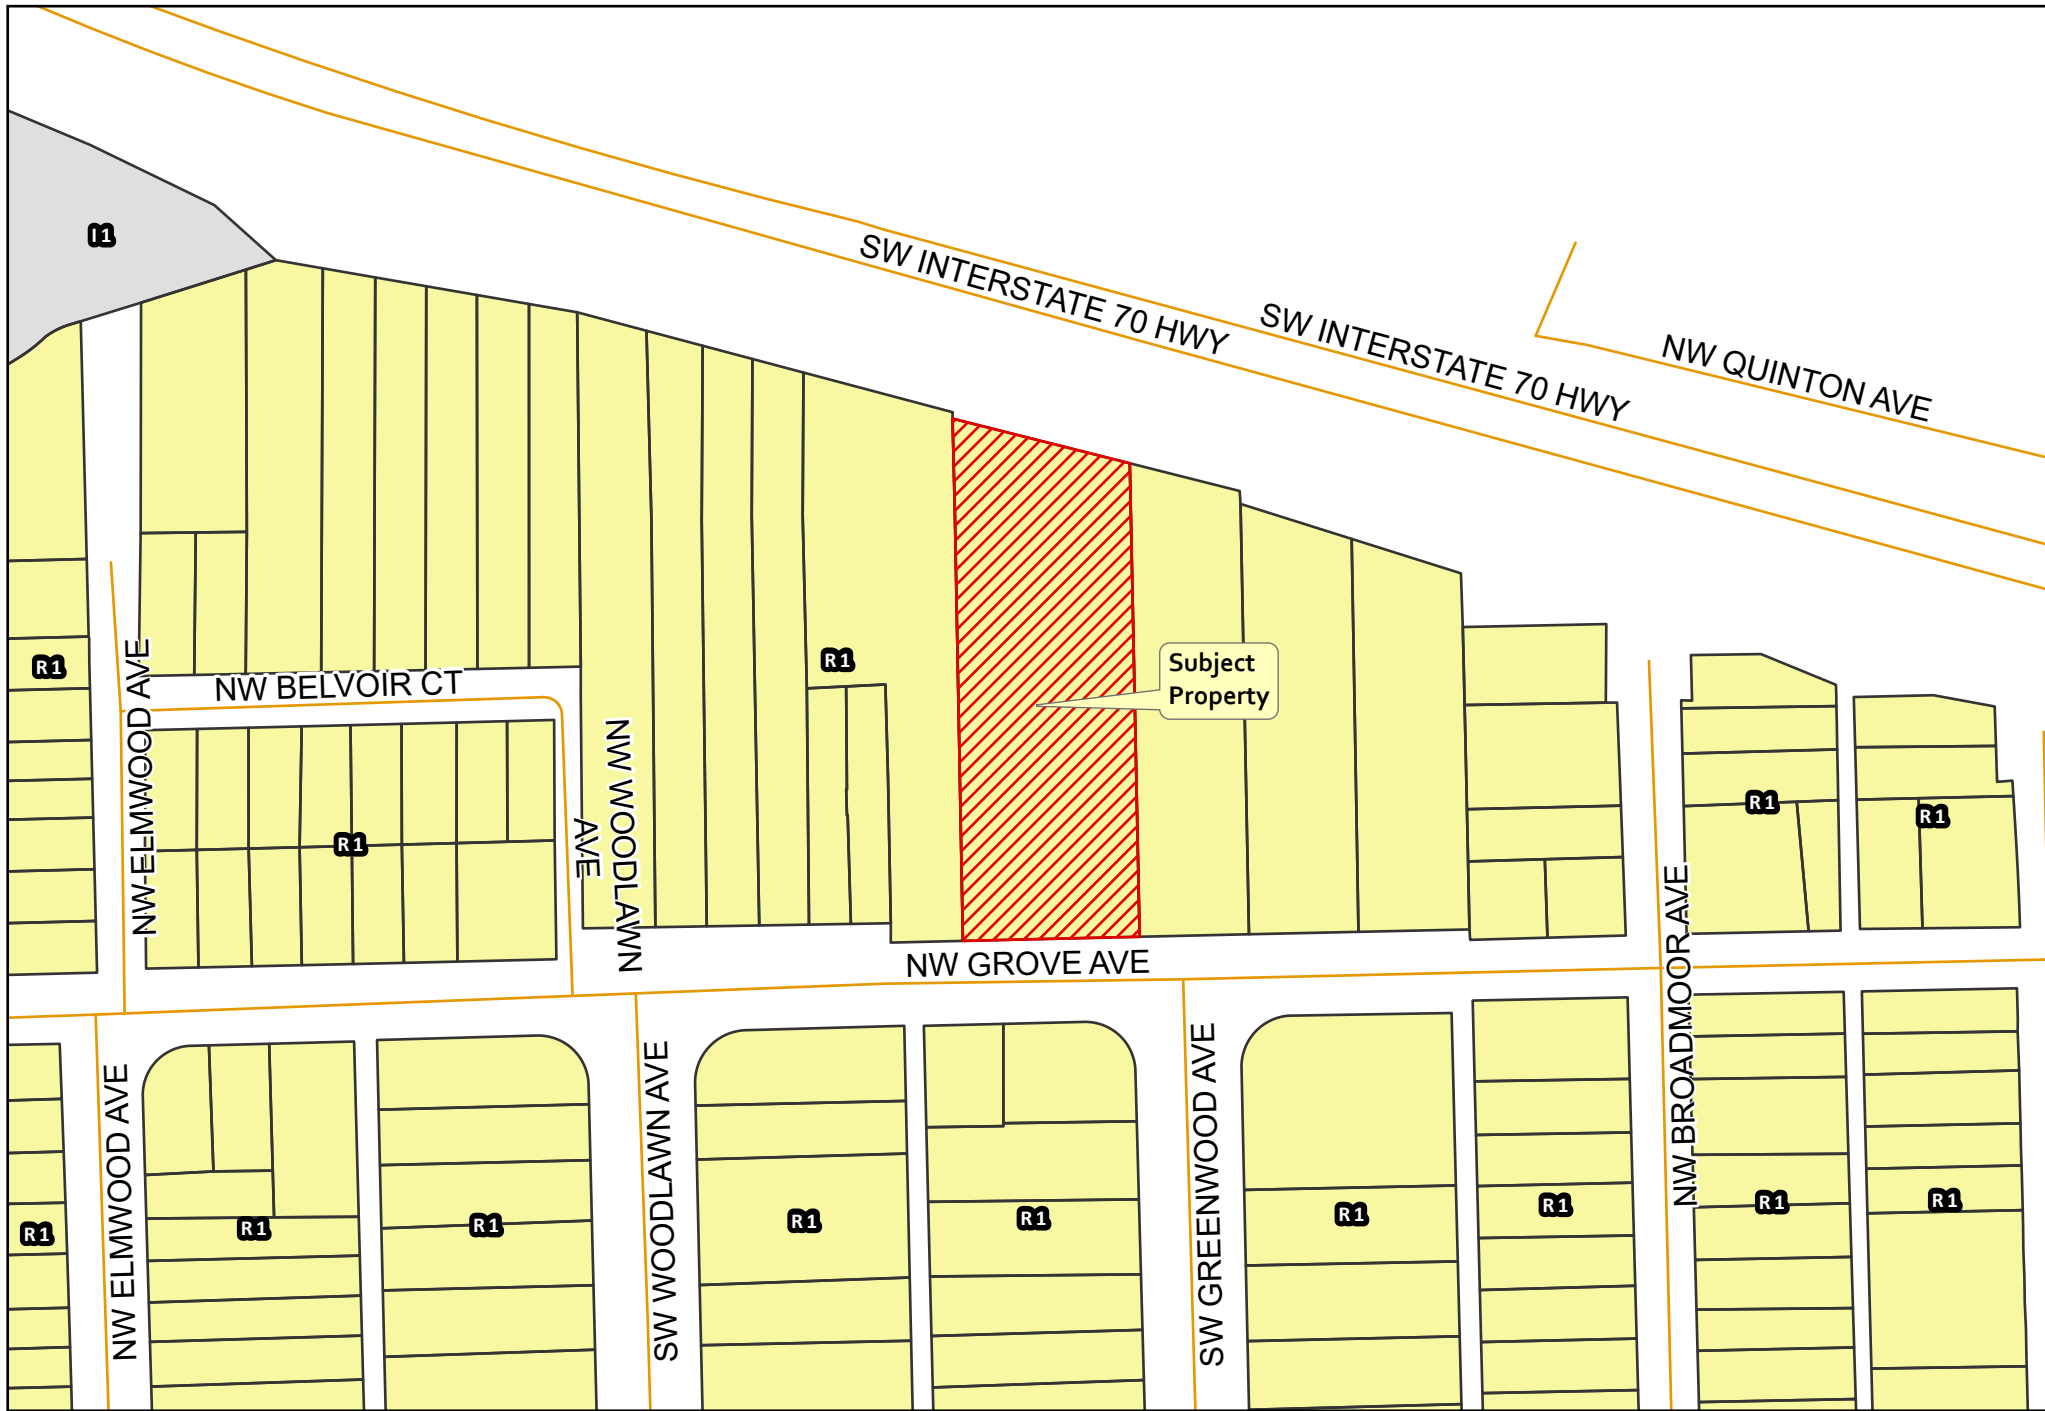 I1
SW INTERSTATE 70 HWY
SW INTERSTATE 70 HWY
NW QUINTON AVE
R1
NW ELMWOOD AVE
NW BELVOIR CT
R1
Subject
Property
NW WOODLAWN
AVE
R1
R1
R1
NW BROADMOOR AVE
NW GROVE AVE
NW ELMWOOD AVE
SW WOODLAWN AVE
SW GREENWOOD AVE
R1
R1
R1
R1
R1
R1
R1
R1
R1